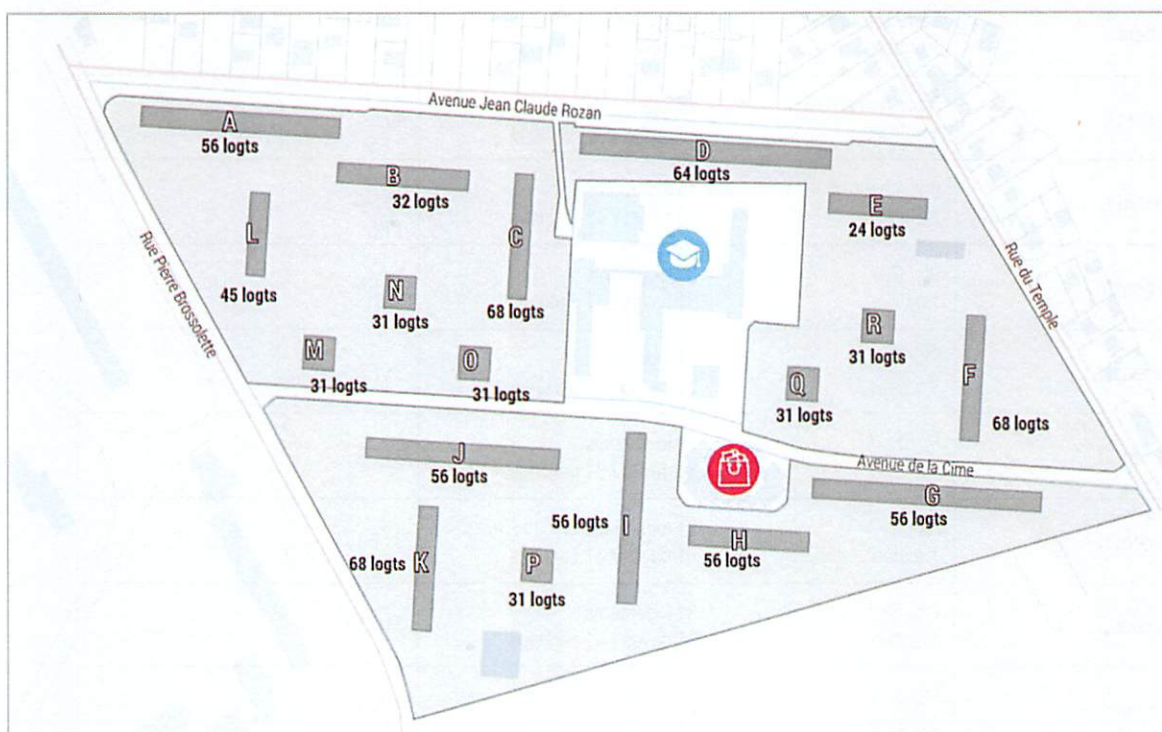 Avenue Jean Claude Rozan
A
56 logts
D
64 logts
B
32 logts
E
24 logts
L
45 logts
C
68 logts
Rue Pierre Brossolette
Rue du Temple
N
31 logts
R
31 logts
F
68 logts
M
31 logts
O
31 logts
Q
31 logts
J
56 logts
Avenue de la Cime
G
56 logts
I
56 logts
H
56 logts
K
68 logts
P
31 logts